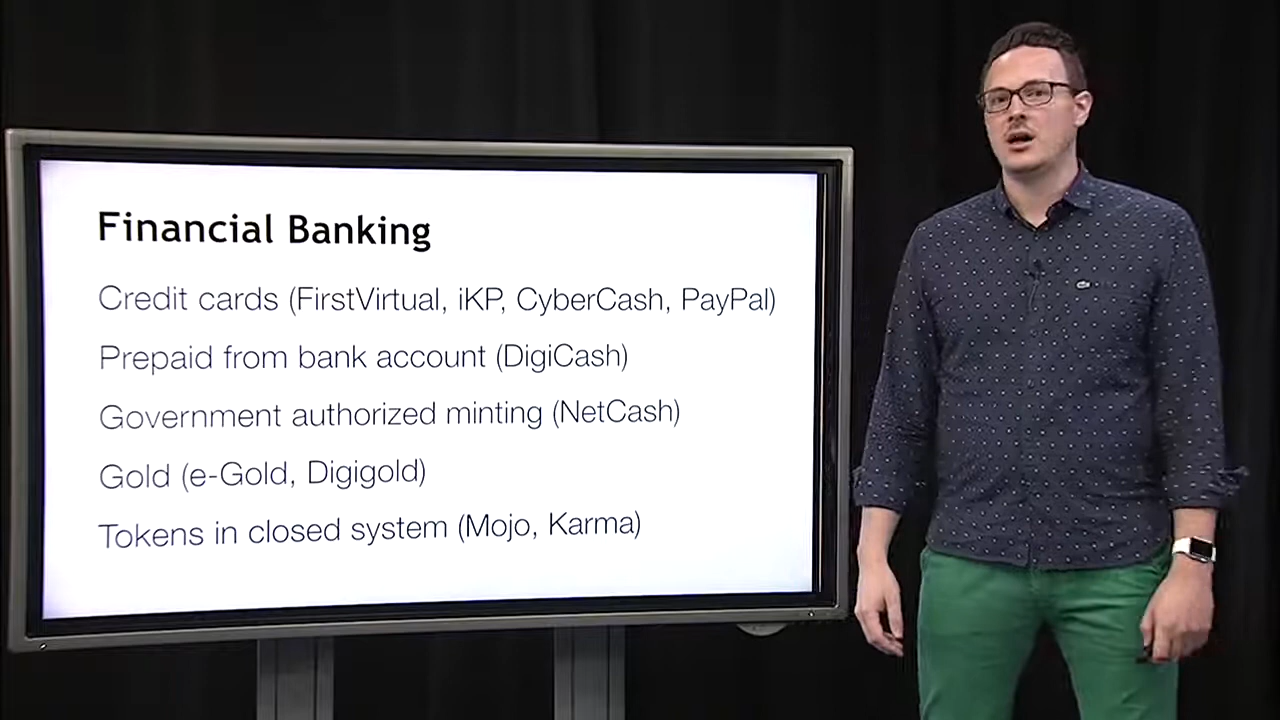 Financial Banking
Credit cards (FirstVirtual, iKP, CyberCash, PayPal)
Prepaid from bank account (DigiCash)
Government authorized minting (NetCash)
Gold (e-Gold, Digigold)
Tokens in closed system (Mojo, Karma)